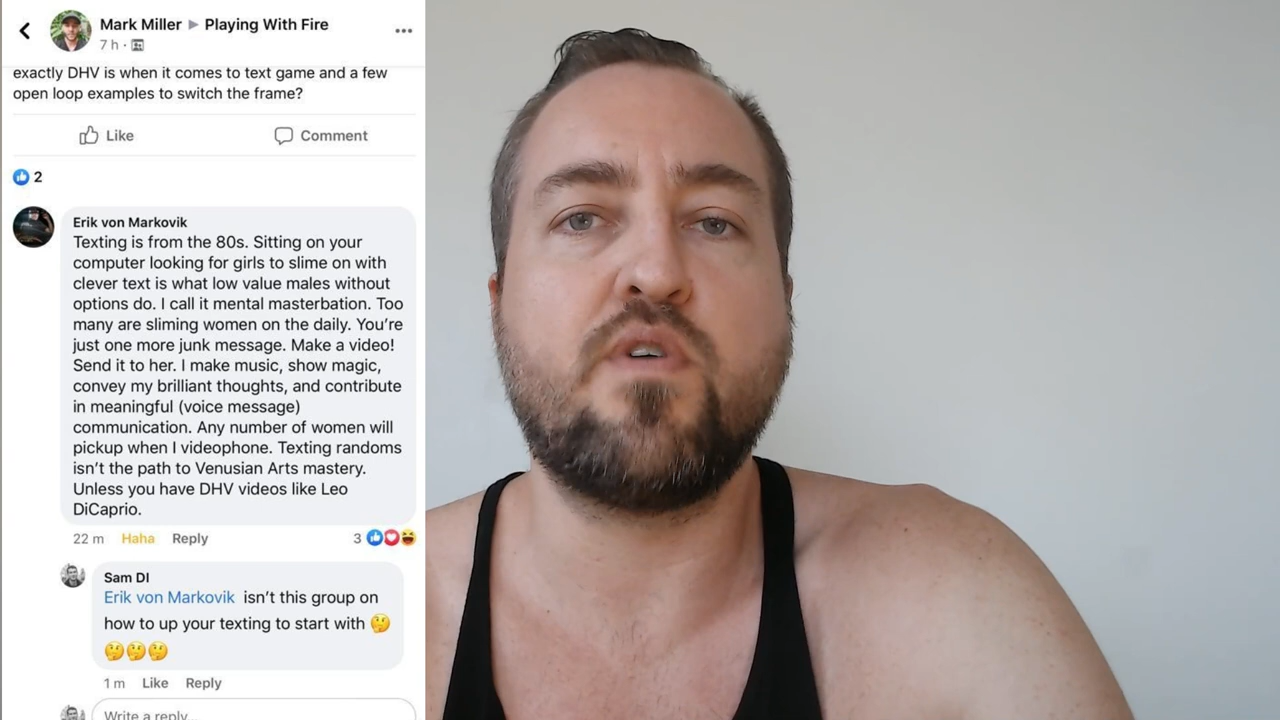 Mark Miller ▶ Playing With Fire
7 h ·
exactly DHV is when it comes to text game and a few
open loop examples to switch the frame?
Like Comment
2
Erik von Markovik
Texting is from the 80s. Sitting on your
computer looking for girls to slime on with
clever text is what low value males without
options do. I call it mental masterbation. Too
many are sliming women on the daily. You're
just one more junk message. Make a video!
Send it to her. I make music, show magic,
convey my brilliant thoughts, and contribute
in meaningful (voice message)
communication. Any number of women will
pickup when I videophone. Texting randoms
isn't the path to Venusian Arts mastery.
Unless you have DHV videos like Leo
DiCaprio.
22 m Haha Reply 3
Sam DI
Erik von Markovik isn't this group on
how to up your texting to start with 🤔
🤔🤔🤔
1 m Like Reply
Write a reply...